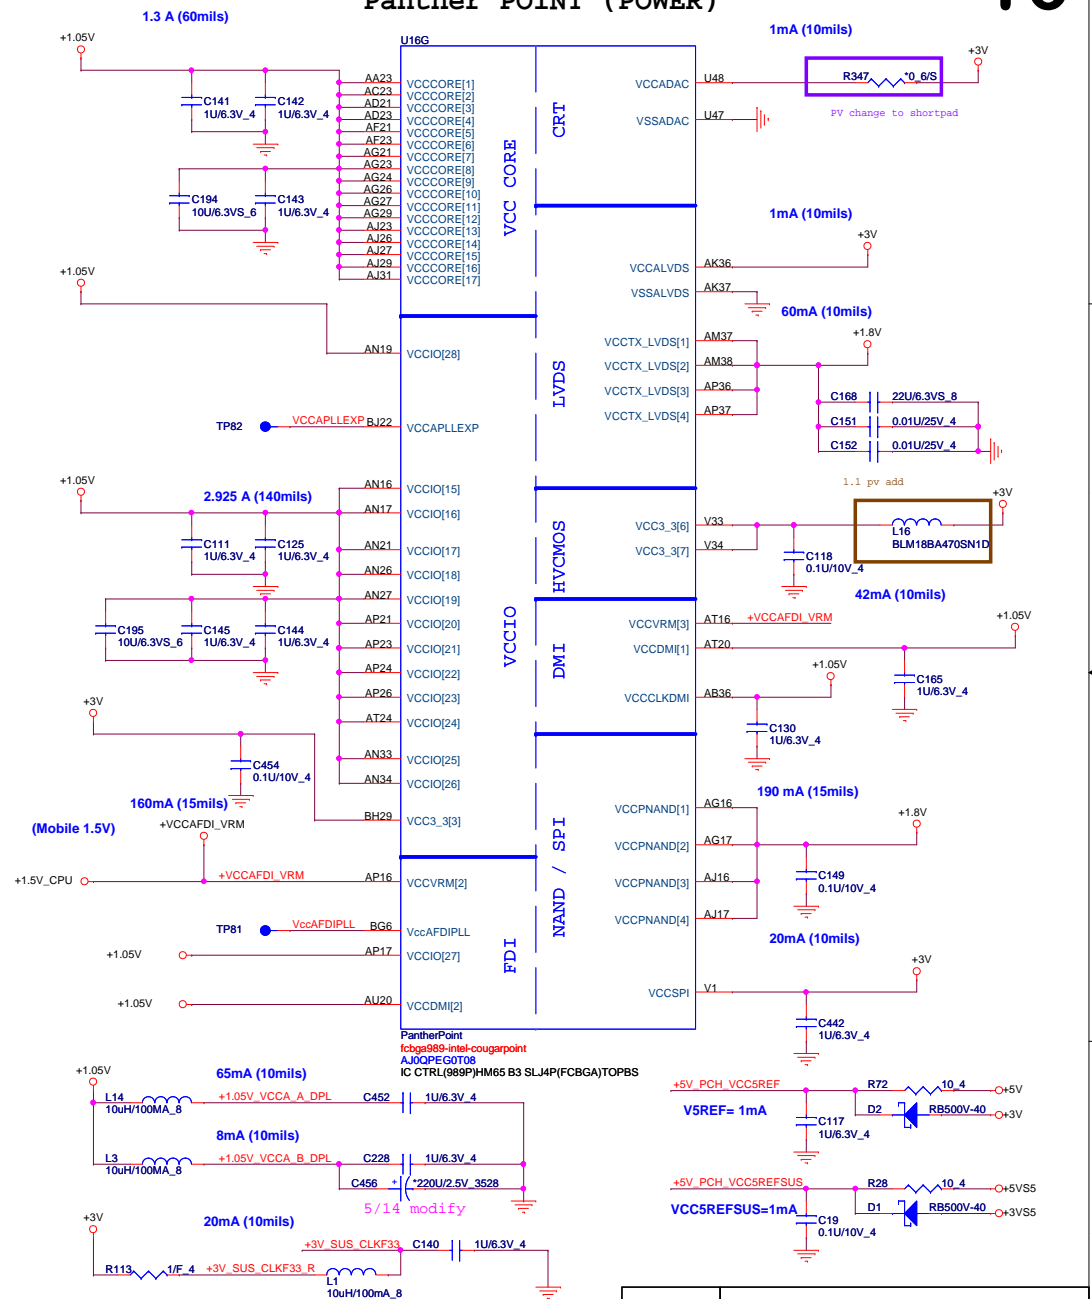 Panther POINT (POWER)
1.3 A (60mils)
+1.05V
U16G
C141
1U/6.3V_4
C142
1U/6.3V_4
C194
10U/6.3VS_6
C143
1U/6.3V_4
AA23 VCCCORE[1]
AC23 VCCCORE[2]
AD21 VCCCORE[3]
AD23 VCCCORE[4]
AF21 VCCCORE[5]
AF23 VCCCORE[6]
AG21 VCCCORE[7]
AG23 VCCCORE[8]
AG24 VCCCORE[9]
AG26 VCCCORE[10]
AG27 VCCCORE[11]
AG29 VCCCORE[12]
AJ23 VCCCORE[13]
AJ26 VCCCORE[14]
AJ27 VCCCORE[15]
AJ29 VCCCORE[16]
AJ31 VCCCORE[17]
VCC CORE
CRT
1mA (10mils)
VCCADAC U48
R347 *0_6/S
+3V
PV change to shortpad
VSSADAC U47
1mA (10mils)
+3V
VCCALVDS AK36
VSSALVDS AK37
60mA (10mils)
+1.8V
LVDS
VCCTX_LVDS[1] AM37
VCCTX_LVDS[2] AM38
VCCTX_LVDS[3] AP36
VCCTX_LVDS[4] AP37
C168 22U/6.3VS_8
C151 0.01U/25V_4
C152 0.01U/25V_4
+1.05V
AN19 VCCIO[28]
TP82 VCCAPLLEXP BJ22 VCCAPLLEXP
+1.05V
2.925 A (140mils)
C111
1U/6.3V_4
C125
1U/6.3V_4
C195
10U/6.3VS_6
C145
1U/6.3V_4
C144
1U/6.3V_4
AN16 VCCIO[15]
AN17 VCCIO[16]
AN21 VCCIO[17]
AN26 VCCIO[18]
AN27 VCCIO[19]
AP21 VCCIO[20]
AP23 VCCIO[21]
AP24 VCCIO[22]
AP26 VCCIO[23]
AT24 VCCIO[24]
AN33 VCCIO[25]
AN34 VCCIO[26]
VCCIO
1.1 pv add
+3V
HVCMOS
VCC3_3[6] V33
VCC3_3[7] V34
L16
BLM18BA470SN1D
C118
0.1U/10V_4
42mA (10mils)
DMI
VCCVRM[3] AT16 +VCCAFDI_VRM
+1.05V
VCCDMI[1] AT20
C165
1U/6.3V_4
+1.05V
VCCCLKDMI AB36
C130
1U/6.3V_4
+3V
C454
0.1U/10V_4
BH29 VCC3_3[3]
160mA (15mils)
(Mobile 1.5V)
+VCCAFDI_VRM
+1.5V_CPU
+VCCAFDI_VRM AP16 VCCVRM[2]
TP81 VccAFDIPLL BG6 VccAFDIPLL
+1.05V AP17 VCCIO[27]
+1.05V AU20 VCCDMI[2]
FDI
190 mA (15mils)
+1.8V
NAND / SPI
VCCPNAND[1] AG16
VCCPNAND[2] AG17
VCCPNAND[3] AJ16
VCCPNAND[4] AJ17
C149
0.1U/10V_4
20mA (10mils)
+3V
VCCSPI V1
C442
1U/6.3V_4
PantherPoint
fcbga989-intel-cougarpoint
AJ0QPEG0T08
IC CTRL(989P)HM65 B3 SLJ4P(FCBGA)TOPBS
+1.05V
65mA (10mils)
L14
10uH/100MA_8
+1.05V_VCCA_A_DPL
C452 1U/6.3V_4
8mA (10mils)
L3
10uH/100MA_8
+1.05V_VCCA_B_DPL
C228 1U/6.3V_4
C456 + *220U/2.5V_3528
5/14 modify
+3V
20mA (10mils)
+3V_SUS_CLKF33
C140 1U/6.3V_4
R113 1/F_4 +3V_SUS_CLKF33_R
L1
10uH/100mA_8
+5V_PCH_VCC5REF
R72 10_4 +5V
V5REF= 1mA
D2 RB500V-40 +3V
C117
1U/6.3V_4
+5V_PCH_VCC5REFSUS
R28 10_4 +5VS5
VCC5REFSUS=1mA
D1 RB500V-40 +3VS5
C19
0.1U/10V_4